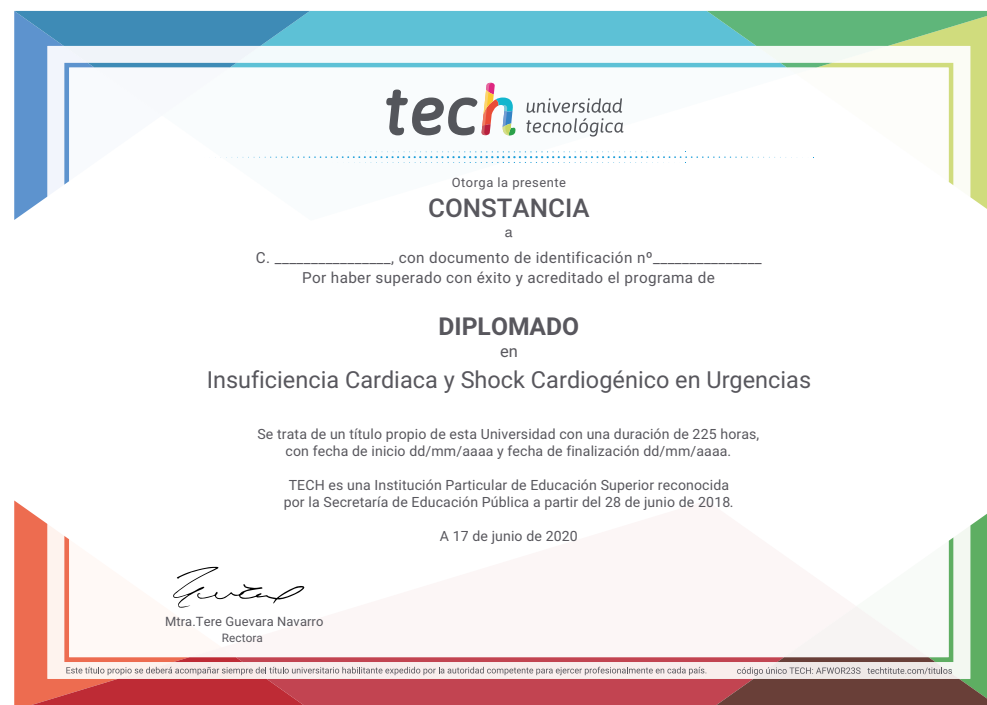 tech universidad
tecnológica
Otorga la presente
CONSTANCIA
a
C. ________________, con documento de identificación nº_______________
Por haber superado con éxito y acreditado el programa de
DIPLOMADO
en
Insuficiencia Cardiaca y Shock Cardiogénico en Urgencias
Se trata de un título propio de esta Universidad con una duración de 225 horas,
con fecha de inicio dd/mm/aaaa y fecha de finalización dd/mm/aaaa.
TECH es una Institución Particular de Educación Superior reconocida
por la Secretaría de Educación Pública a partir del 28 de junio de 2018.
A 17 de junio de 2020
Mtra.Tere Guevara Navarro
Rectora
Este título propio se deberá acompañar siempre del título universitario habilitante expedido por la autoridad competente para ejercer profesionalmente en cada país. código único TECH: AFWOR23S techtitute.com/titulos